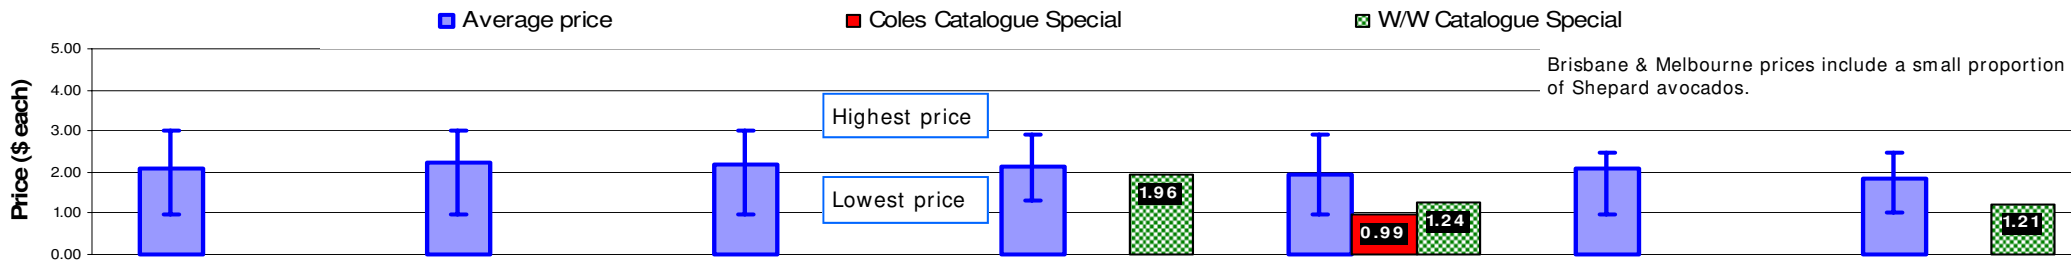 Average price
Coles Catalogue Special
W/W Catalogue Special
Price ($ each)
5.00
4.00
3.00
2.00
1.00
0.00
Highest price
Lowest price
Brisbane & Melbourne prices include a small proportion
of Shepard avocados.
1.96
0.99
1.24
1.21